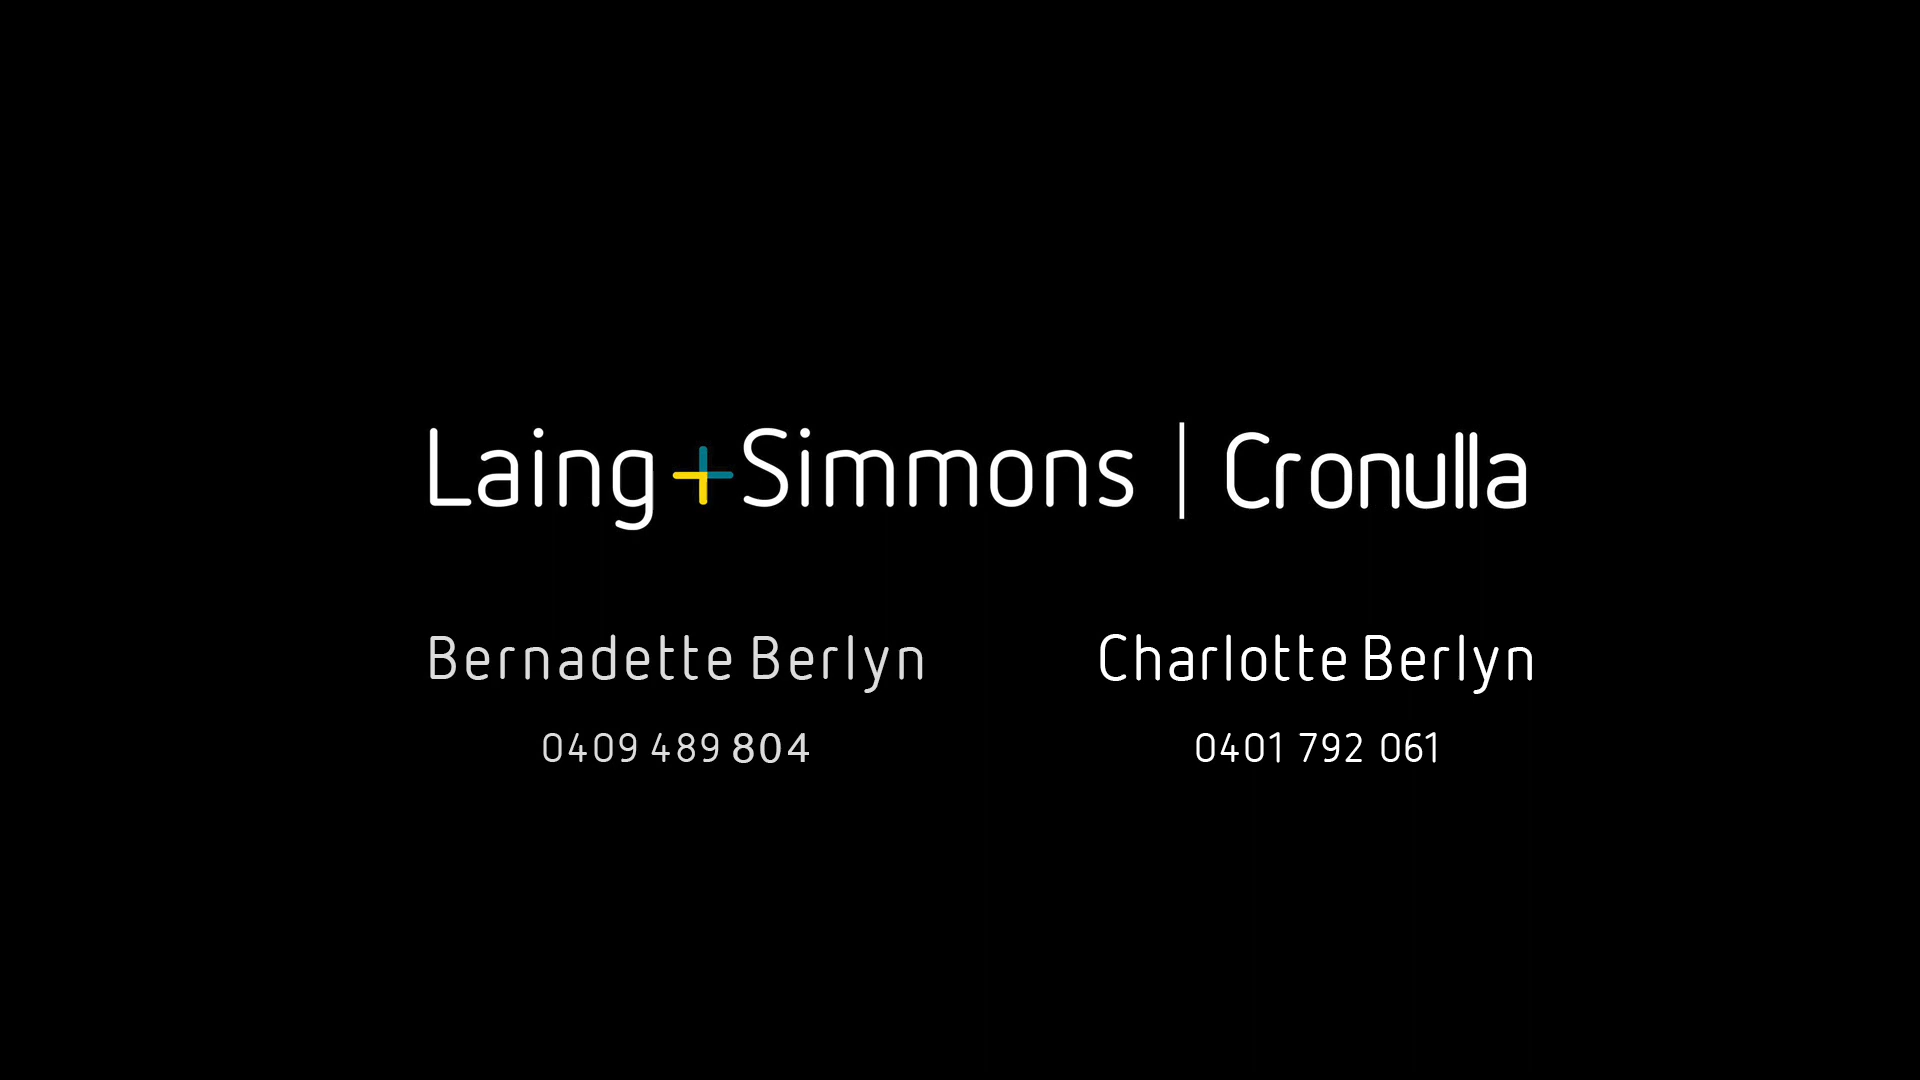 Laing+Simmons | Cronulla
Bernadette Berlyn Charlotte Berlyn
0409 489 804 0401 792 061